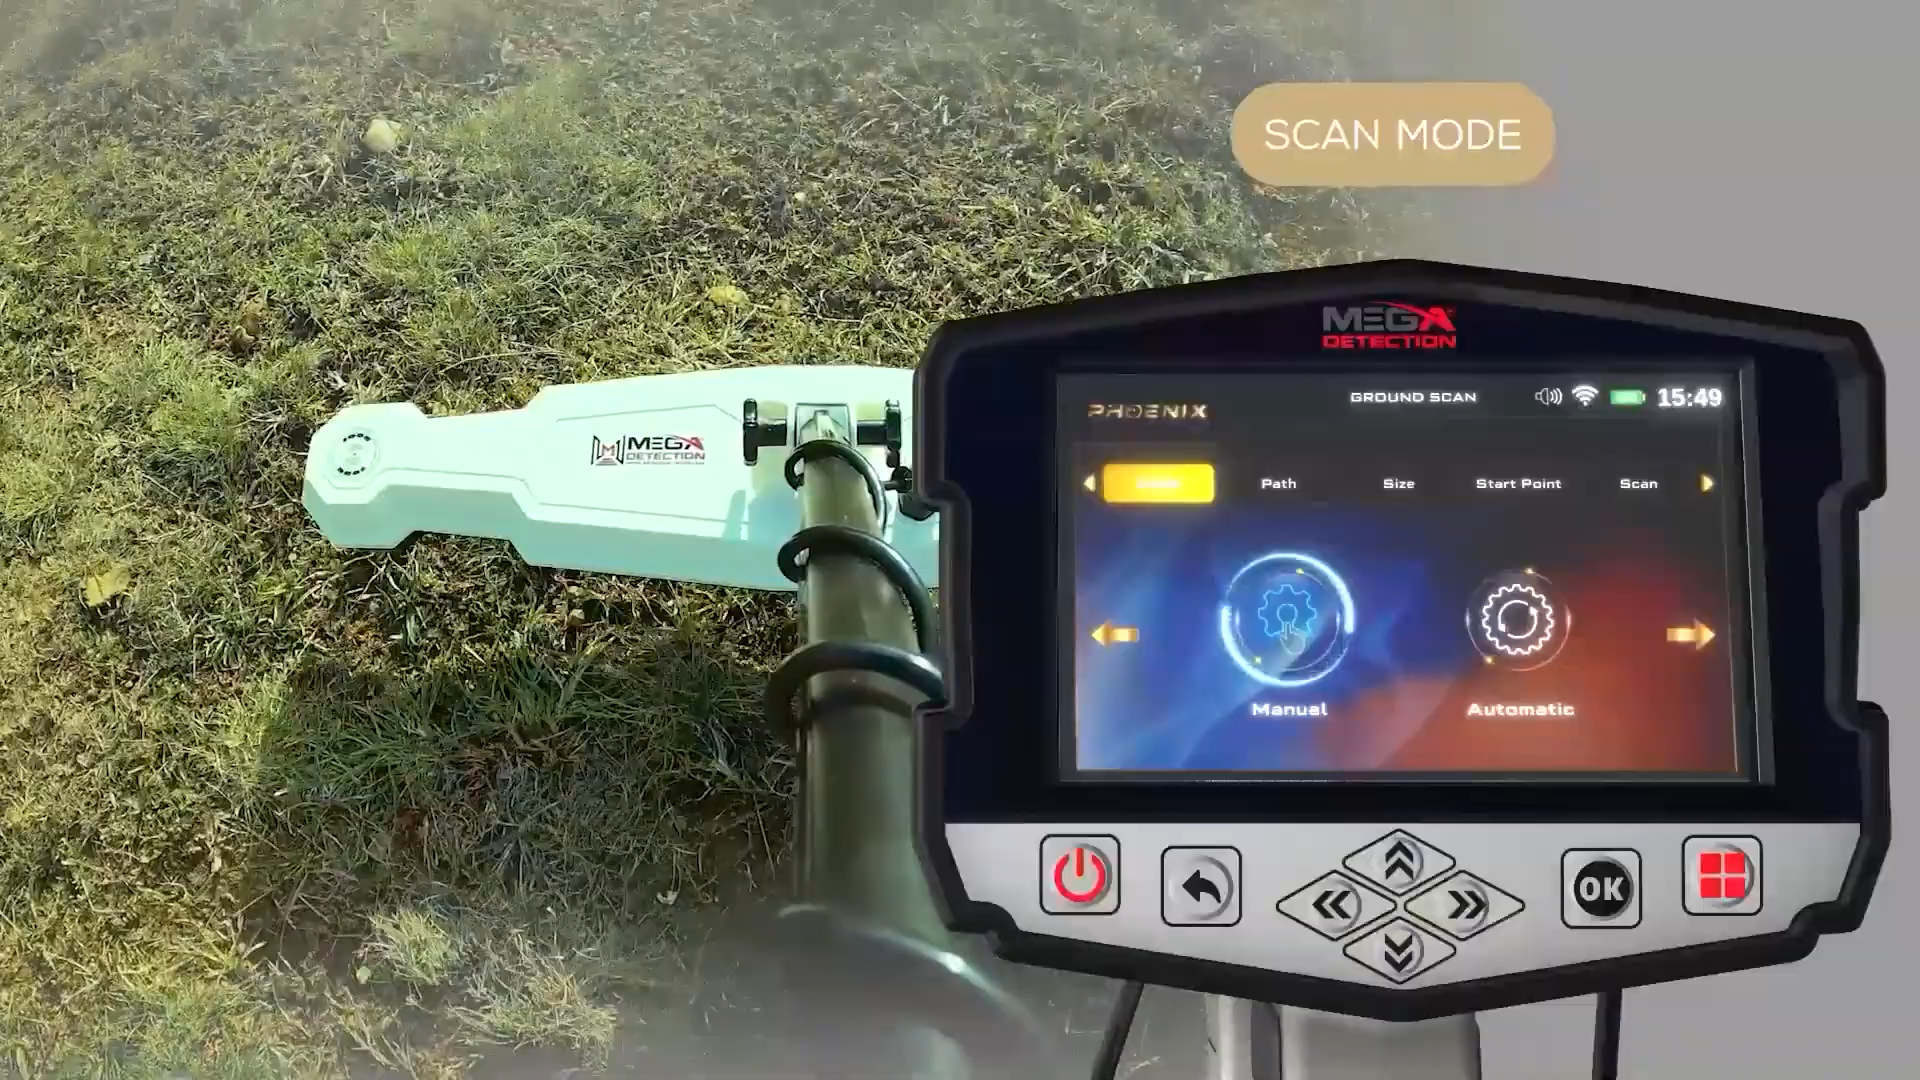 SCAN MODE
MEGA
DETECTION
PHOENIX
GROUND SCAN
15:49
Path
Size
Start Point
Scan
Manual
Automatic
MEGA
DETECTION
OK